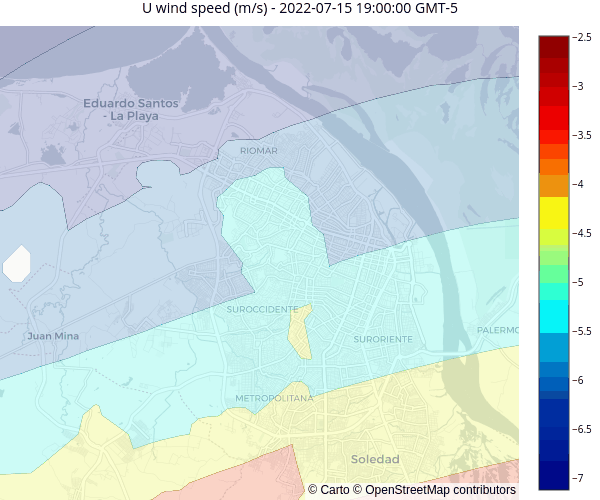 U wind speed (m/s) - 2022-07-15 19:00:00 GMT-5
−2.5
Eduardo Santos
- La Playa
−3
RIOMAR
−3.5
−4
−4.5
−5
SUROCCIDENTE
Juan Mina
SURORIENTE
PALERMO
−5.5
−6
METROPOLITANA
−6.5
Soledad
−7
© Carto © OpenStreetMap contributors